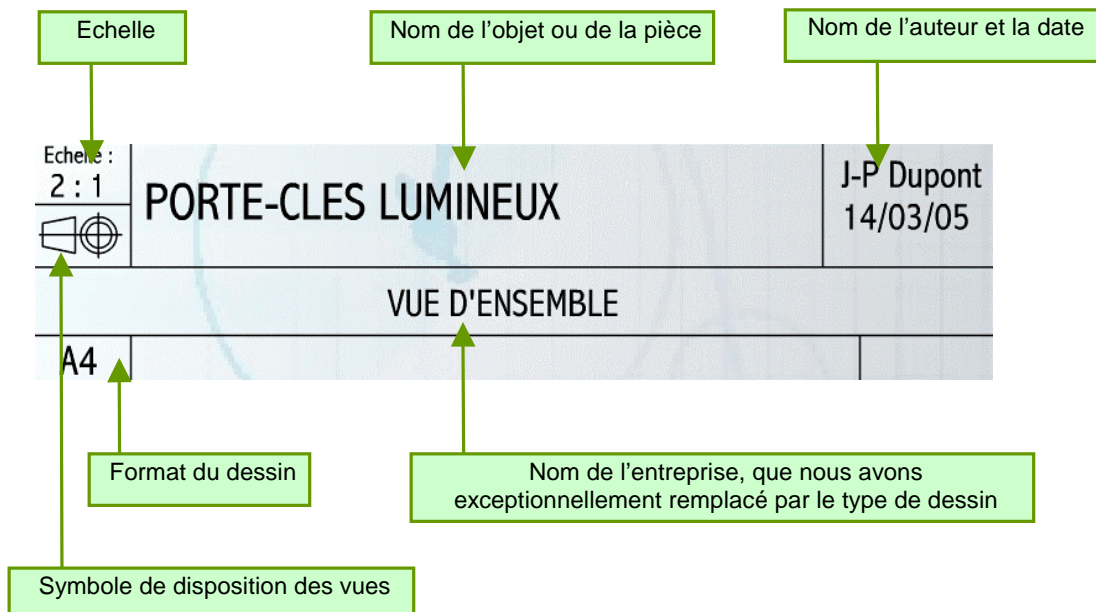 Echelle
Nom de l'objet ou de la pièce
Nom de l'auteur et la date
Echelle :
2 : 1
PORTE-CLES LUMINEUX
J-P Dupont
14/03/05
VUE D'ENSEMBLE
A4
Format du dessin
Nom de l'entreprise, que nous avons
exceptionnellement remplacé par le type de dessin
Symbole de disposition des vues